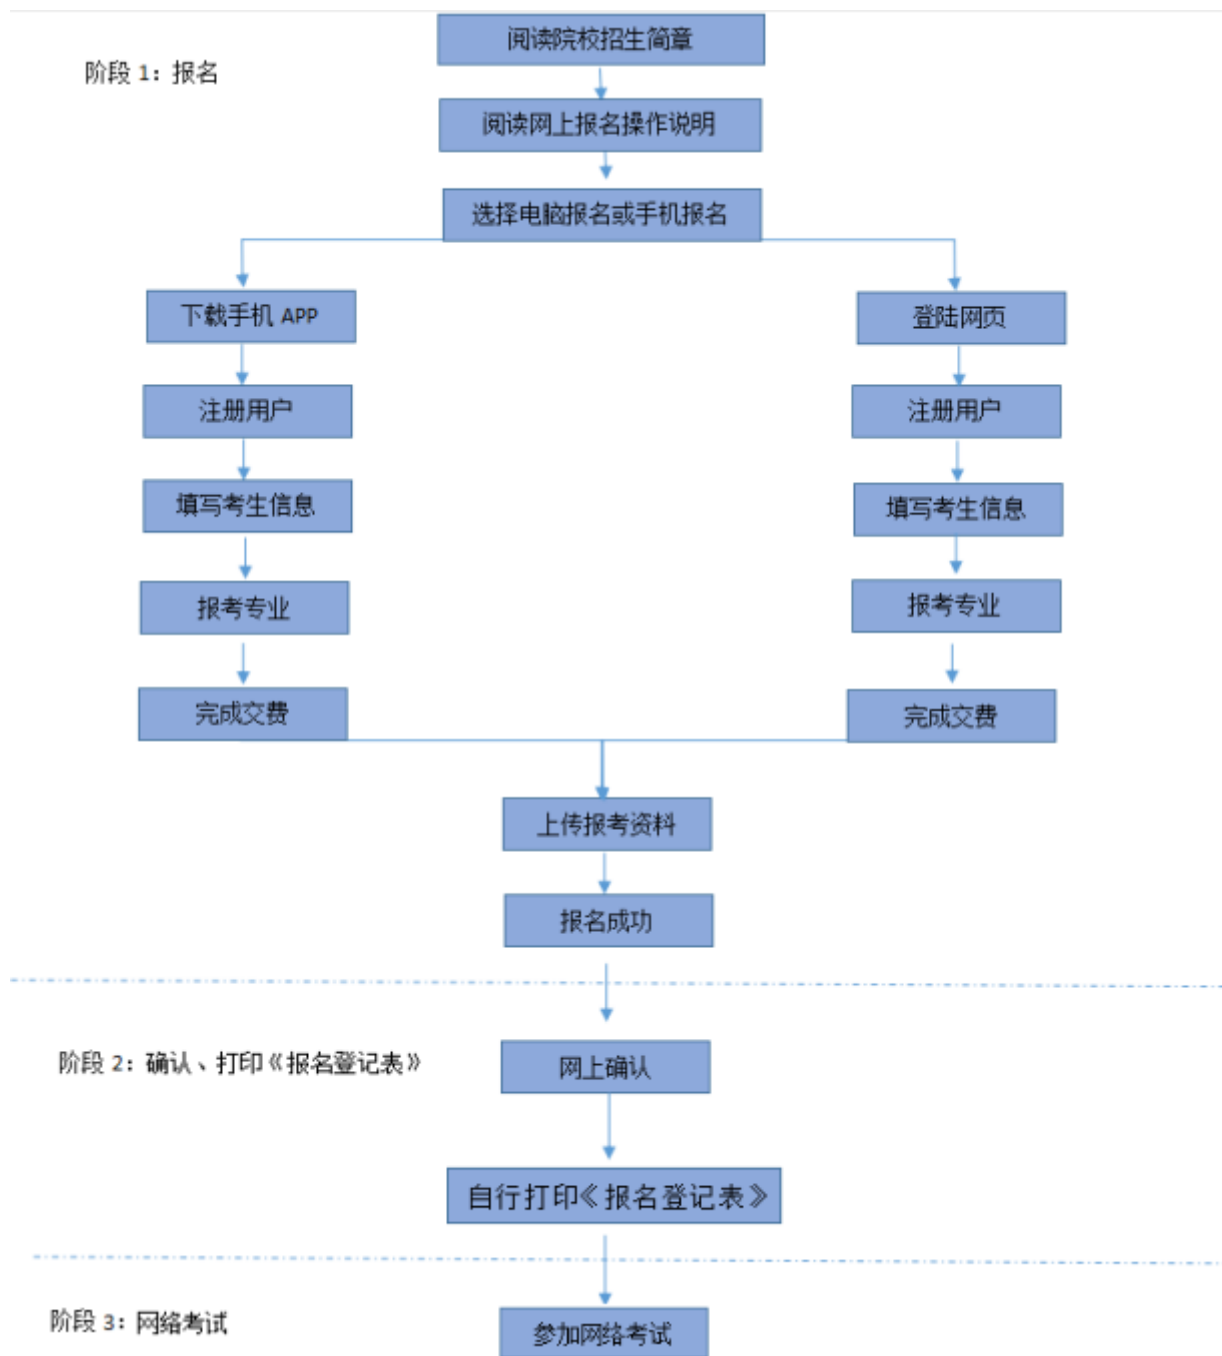 阅读院校招生简章
阶段 1：报名
阅读网上报名操作说明
选择电脑报名或手机报名
下载手机 APP
登陆网页
注册用户
注册用户
填写考生信息
填写考生信息
报考专业
报考专业
完成交费
完成交费
上传报考资料
报名成功
阶段 2：确认、打印《报名登记表》
网上确认
自行打印《报名登记表》
阶段 3：网络考试
参加网络考试